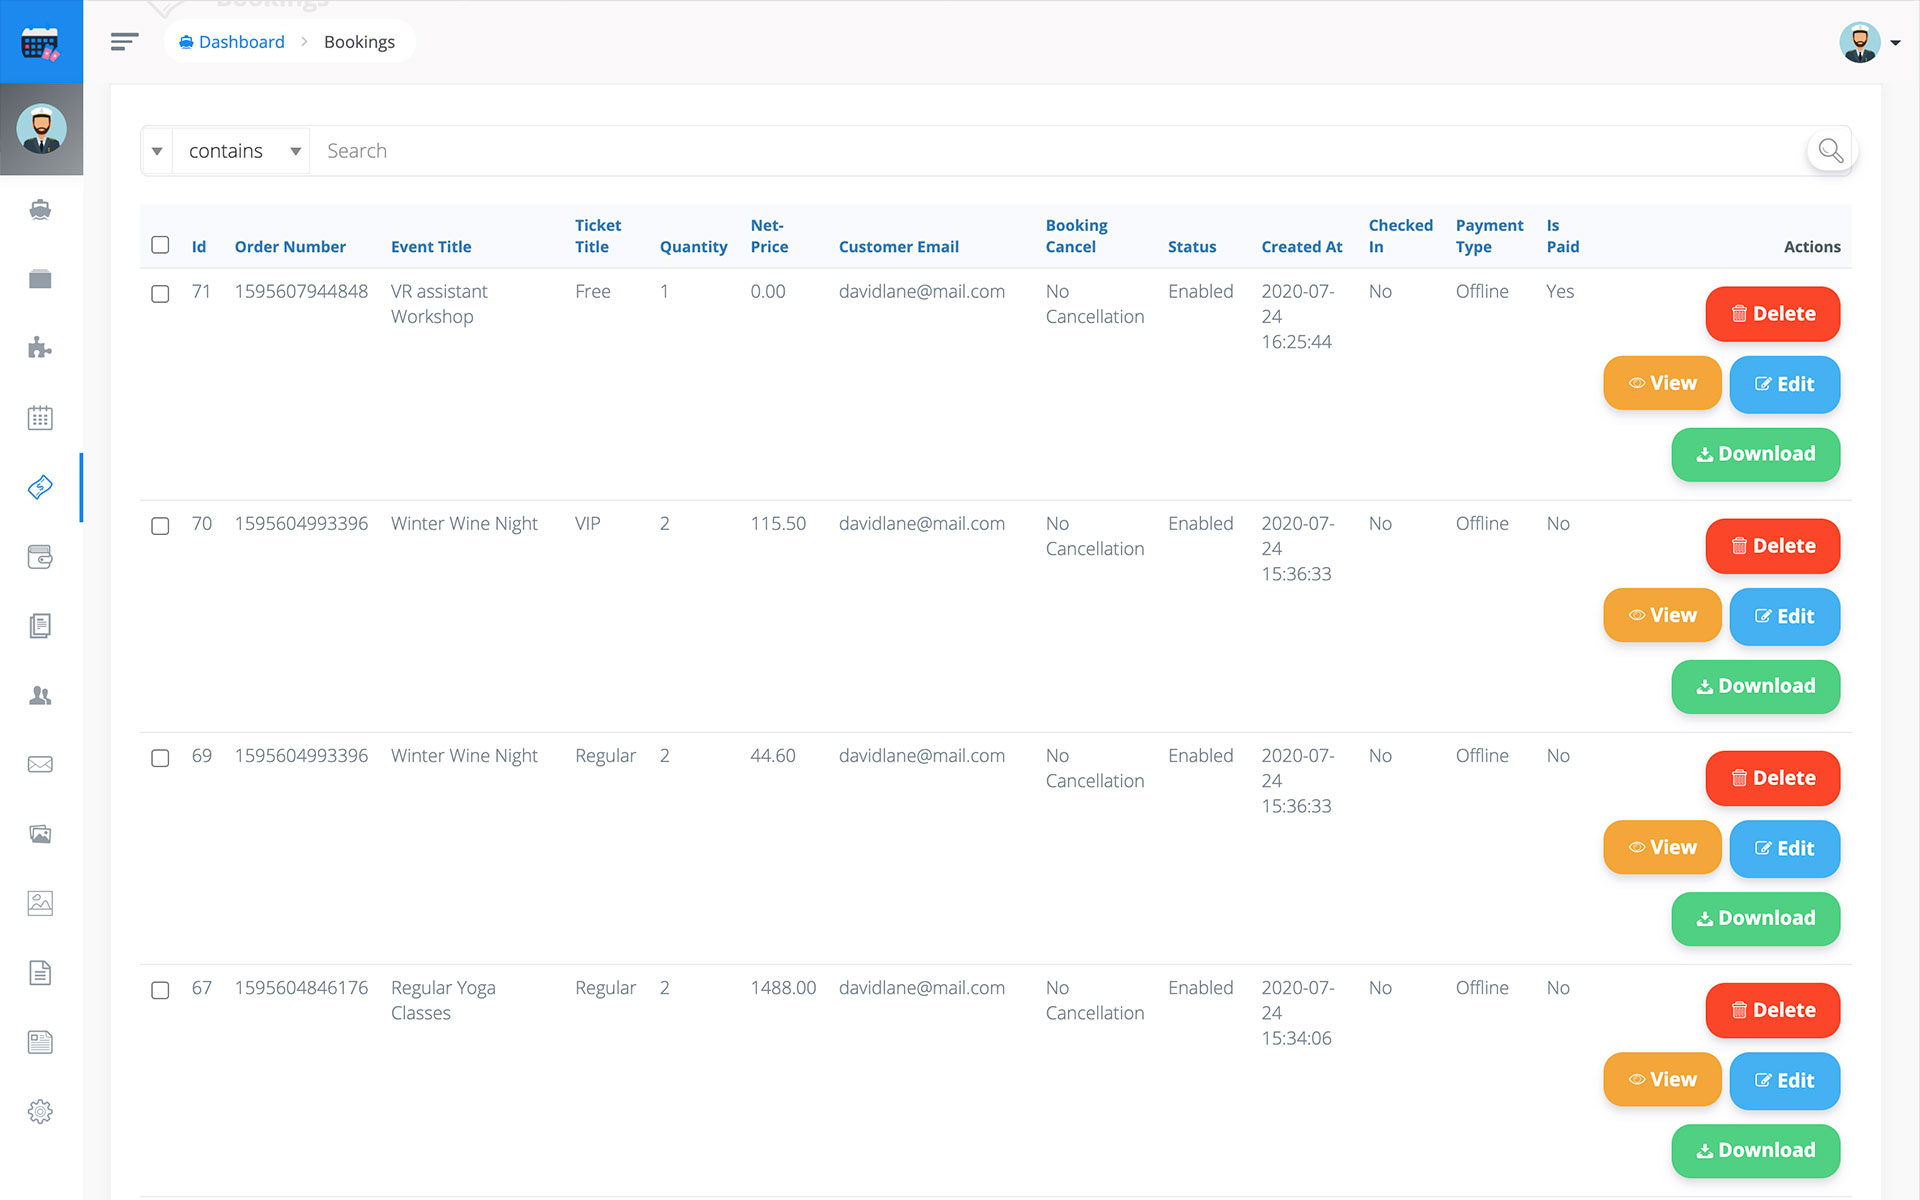 Bookings
Dashboard > Bookings
contains Search
Id Order Number Event Title Ticket Title Quantity Net-Price Customer Email Booking Cancel Status Created At Checked In Payment Type Is Paid Actions
71 1595607944848 VR assistant Free 1 0.00 davidlane@mail.com No Enabled 2020-07- No Offline Yes
Workshop Cancellation 24
16:25:44
Delete
View Edit
Download
70 1595604993396 Winter Wine Night VIP 2 115.50 davidlane@mail.com No Enabled 2020-07- No Offline No
Cancellation 24
15:36:33
Delete
View Edit
Download
69 1595604993396 Winter Wine Night Regular 2 44.60 davidlane@mail.com No Enabled 2020-07- No Offline No
Cancellation 24
15:36:33
Delete
View Edit
Download
67 1595604846176 Regular Yoga Regular 2 1488.00 davidlane@mail.com No Enabled 2020-07- No Offline No
Classes Cancellation 24
15:34:06
Delete
View Edit
Download